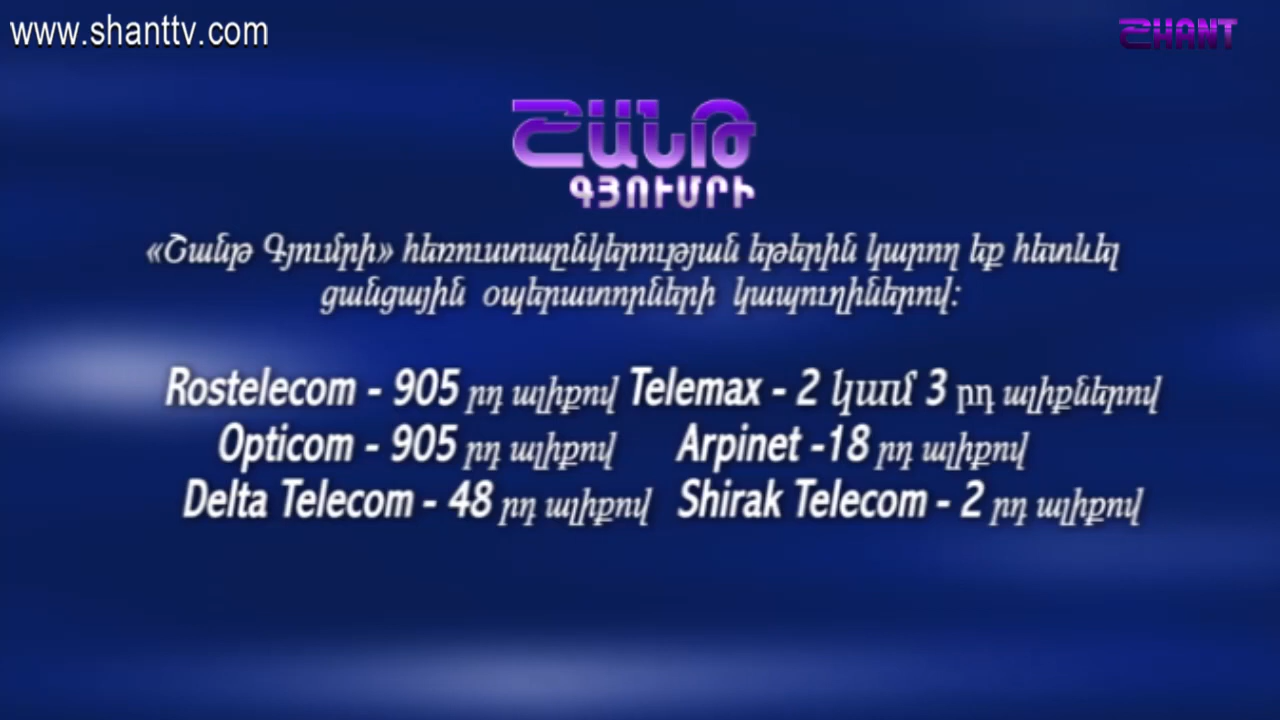 www.shanttv.com
SHANT
ՇԱՆԹ
ԳՅՈՒՄՐԻ
«Շանթ Գյումրի» հեռուստաընկերության եթերին կարող եք հետևել
ցանցային օպերատորների կապուղիներով:
Rostelecom - 905 րդ ալիքով Telemax - 2 կամ 3 րդ ալիքներով
Opticom - 905 րդ ալիքով Arpinet -18 րդ ալիքով
Delta Telecom - 48 րդ ալիքով Shirak Telecom - 2 րդ ալիքով